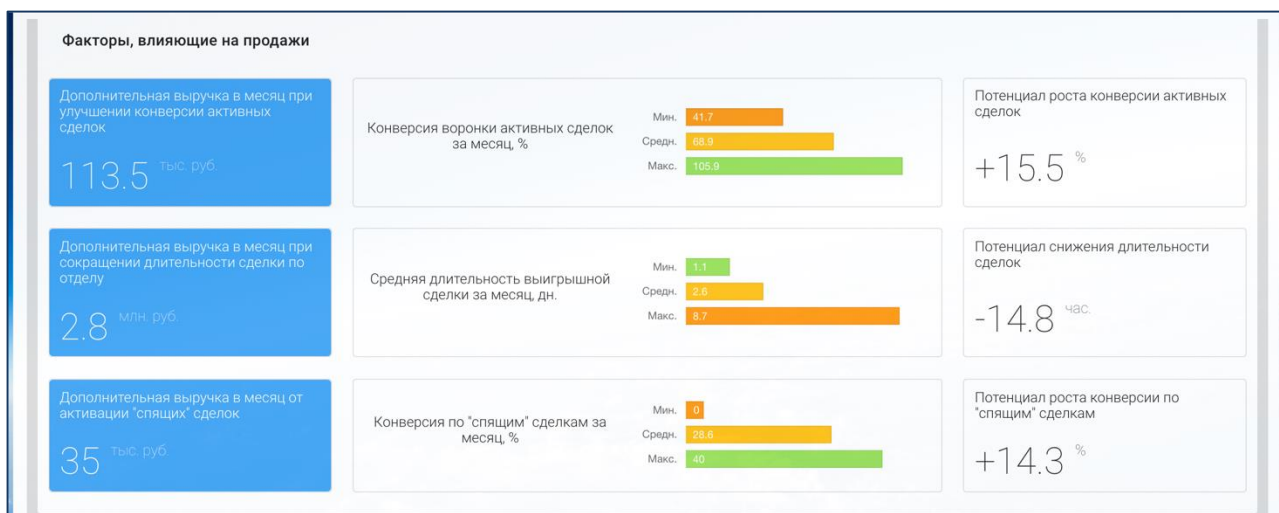 Факторы, влияющие на продажи
Дополнительная выручка в месяц при
улучшении конверсии активных
сделок
113.5 тыс. руб.
Конверсия воронки активных сделок
за месяц, %
Мин. 41.7
Средн. 68.9
Макс. 105.9
Потенциал роста конверсии активных
сделок
+15.5 %
Дополнительная выручка в месяц при
сокращении длительности сделки по
отделу
2.8 млн. руб.
Средняя длительность выигрышной
сделки за месяц, дн.
Мин. 1.1
Средн. 2.6
Макс. 8.7
Потенциал снижения длительности
сделок
-14.8 час.
Дополнительная выручка в месяц от
активации "спящих" сделок
35 тыс. руб.
Конверсия по "спящим" сделкам за
месяц, %
Мин. 0
Средн. 28.6
Макс. 40
Потенциал роста конверсии по
"спящим" сделкам
+14.3 %